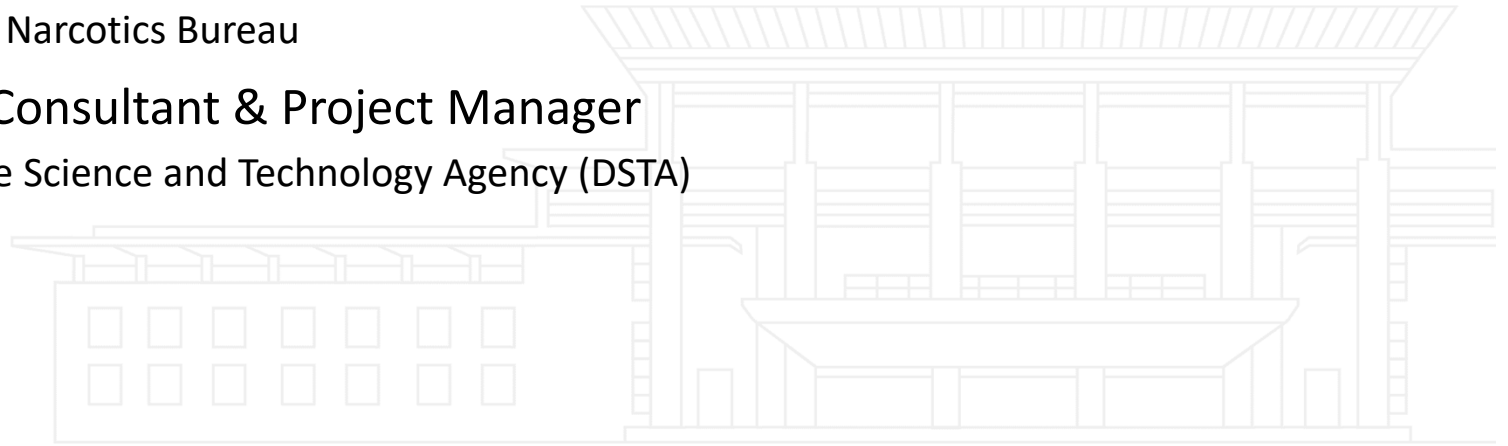 Narcotics Bureau
Consultant & Project Manager
e Science and Technology Agency (DSTA)